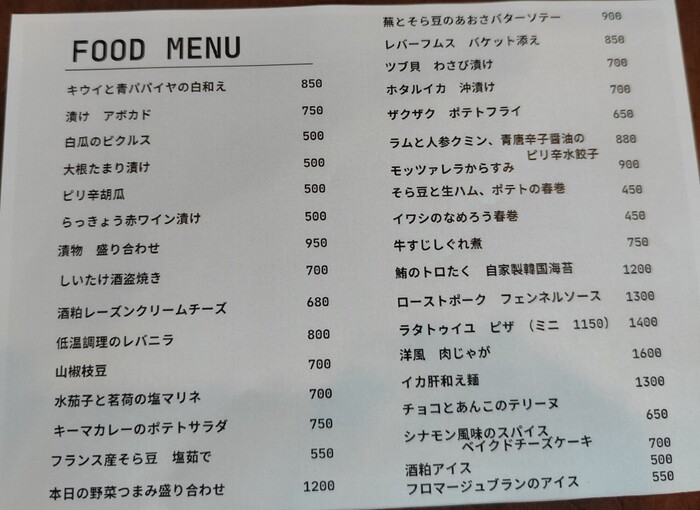 FOOD MENU
キウイと青パパイヤの白和え 850
漬け アボカド 750
白瓜のピクルス 500
大根たまり漬け 500
ピリ辛胡瓜 500
らっきょう赤ワイン漬け 500
漬物 盛り合わせ 950
しいたけ酒盗焼き 700
酒粕レーズンクリームチーズ 680
低温調理のレバニラ 800
山椒枝豆 700
水茄子と茗荷の塩マリネ 700
キーマカレーのポテトサラダ 750
フランス産そら豆 塩茹で 550
本日の野菜つまみ盛り合わせ 1200
蕪とそら豆のあおさバターソテー 900
レバーフムス バケット添え 850
ツブ貝 わさび漬け 700
ホタルイカ 沖漬け 700
ザクザク ポテトフライ 650
ラムと人参クミン、青唐辛子醤油の 880
ピリ辛水餃子
モッツァレラからすみ 900
そら豆と生ハム、ポテトの春巻 450
イワシのなめろう春巻 450
牛すじしぐれ煮 750
鮪のトロたく 自家製韓国海苔 1200
ローストポーク フェンネルソース 1300
ラタトゥイユ ピザ （ミニ 1150） 1400
洋風 肉じゃが 1600
イカ肝和え麺 1300
チョコとあんこのテリーヌ 650
シナモン風味のスパイス
ベイクドチーズケーキ 700
酒粕アイス 500
フロマージュブランのアイス 550